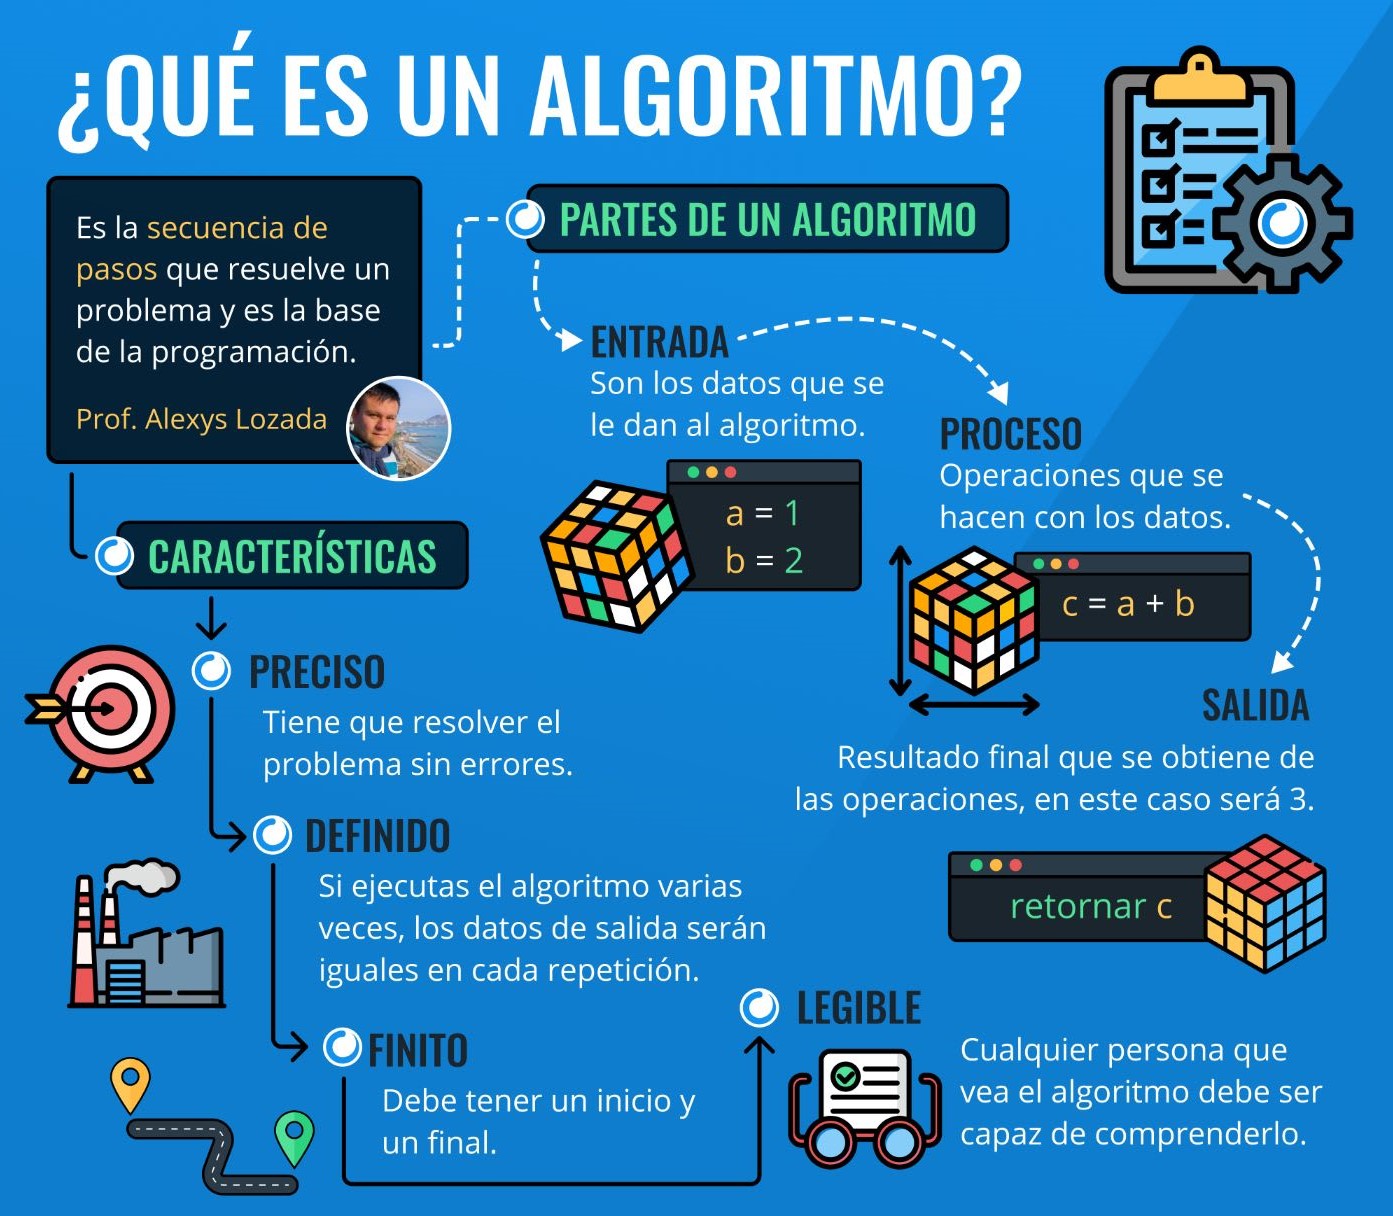 ¿QUÉ ES UN ALGORITMO?
Es la secuencia de
pasos que resuelve un
problema y es la base
de la programación.
Prof. Alexys Lozada
PARTES DE UN ALGORITMO
ENTRADA
Son los datos que se
le dan al algoritmo.
a = 1
b = 2
PROCESO
Operaciones que se
hacen con los datos.
c = a + b
SALIDA
Resultado final que se obtiene de
las operaciones, en este caso será 3.
retornar c
CARACTERÍSTICAS
PRECISO
Tiene que resolver el
problema sin errores.
DEFINIDO
Si ejecutas el algoritmo varias
veces, los datos de salida serán
iguales en cada repetición.
FINITO
Debe tener un inicio y
un final.
LEGIBLE
Cualquier persona que
vea el algoritmo debe ser
capaz de comprenderlo.